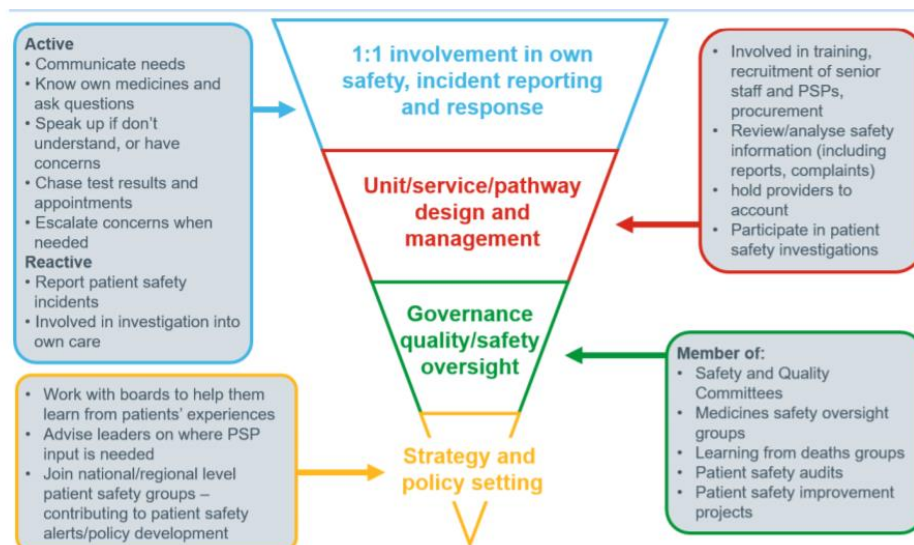 Active
• Communicate needs
• Know own medicines and
ask questions
• Speak up if don't
understand, or have
concerns
• Chase test results and
appointments
• Escalate concerns when
needed
Reactive
• Report patient safety
incidents
• Involved in investigation into
own care
1:1 involvement in own
safety, incident reporting
and response
• Involved in training,
recruitment of senior
staff and PSPs,
procurement
• Review/analyse safety
information (including
reports, complaints)
• hold providers to
account
• Participate in patient
safety investigations
Unit/service/pathway
design and
management
Governance
quality/safety
oversight
Member of:
• Safety and Quality
Committees
• Medicines safety oversight
groups
• Learning from deaths groups
• Patient safety audits
• Patient safety improvement
projects
• Work with boards to help them
learn from patients' experiences
• Advise leaders on where PSP
input is needed
• Join national/regional level
patient safety groups –
contributing to patient safety
alerts/policy development
Strategy and
policy setting